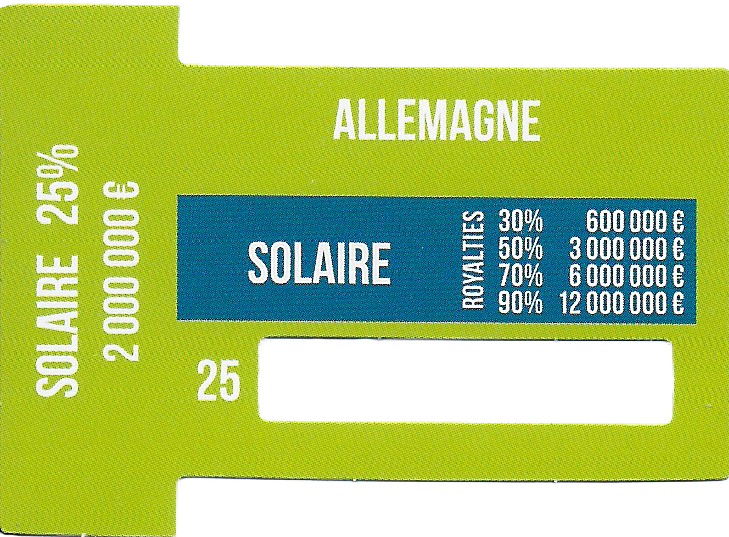 SOLAIRE 25%
2 000 000 €
ALLEMAGNE
SOLAIRE
ROYALTIES
30% 600 000 €
50% 3 000 000 €
70% 6 000 000 €
90% 12 000 000 €
25